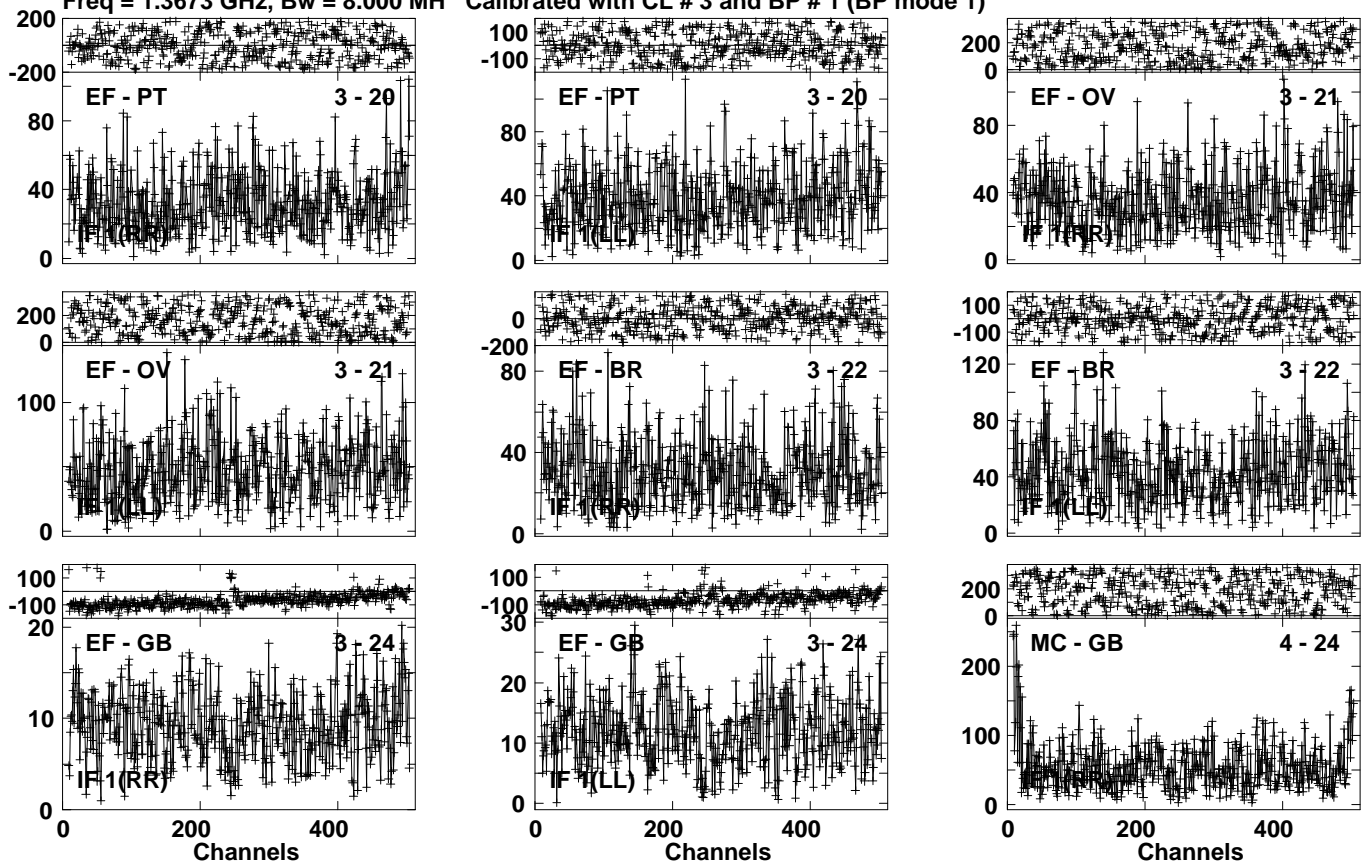 Freq = 1.3673 GHz, Bw = 8.000 MH Calibrated with CL # 3 and BP # 1 (BP mode 1)
200
-200
100
-100
200
0
EF - PT 3 - 20
EF - PT 3 - 20
EF - OV 3 - 21
80
40
0
80
40
0
80
40
0
IF 1(RR)
IF 1(LL)
IF 1(RR)
200
0
0
-200
100
-100
EF - OV 3 - 21
EF - BR 3 - 22
EF - BR 3 - 22
100
0
80
40
0
120
80
40
0
IF 1(LL)
IF 1(RR)
IF 1(LL)
100
-100
100
-100
200
0
EF - GB 3 - 24
EF - GB 3 - 24
MC - GB 4 - 24
20
10
0
30
20
10
0
200
100
0
IF 1(RR)
IF 1(LL)
IF 1(RR)
0 200 400
0 200 400
0 200 400
Channels
Channels
Channels